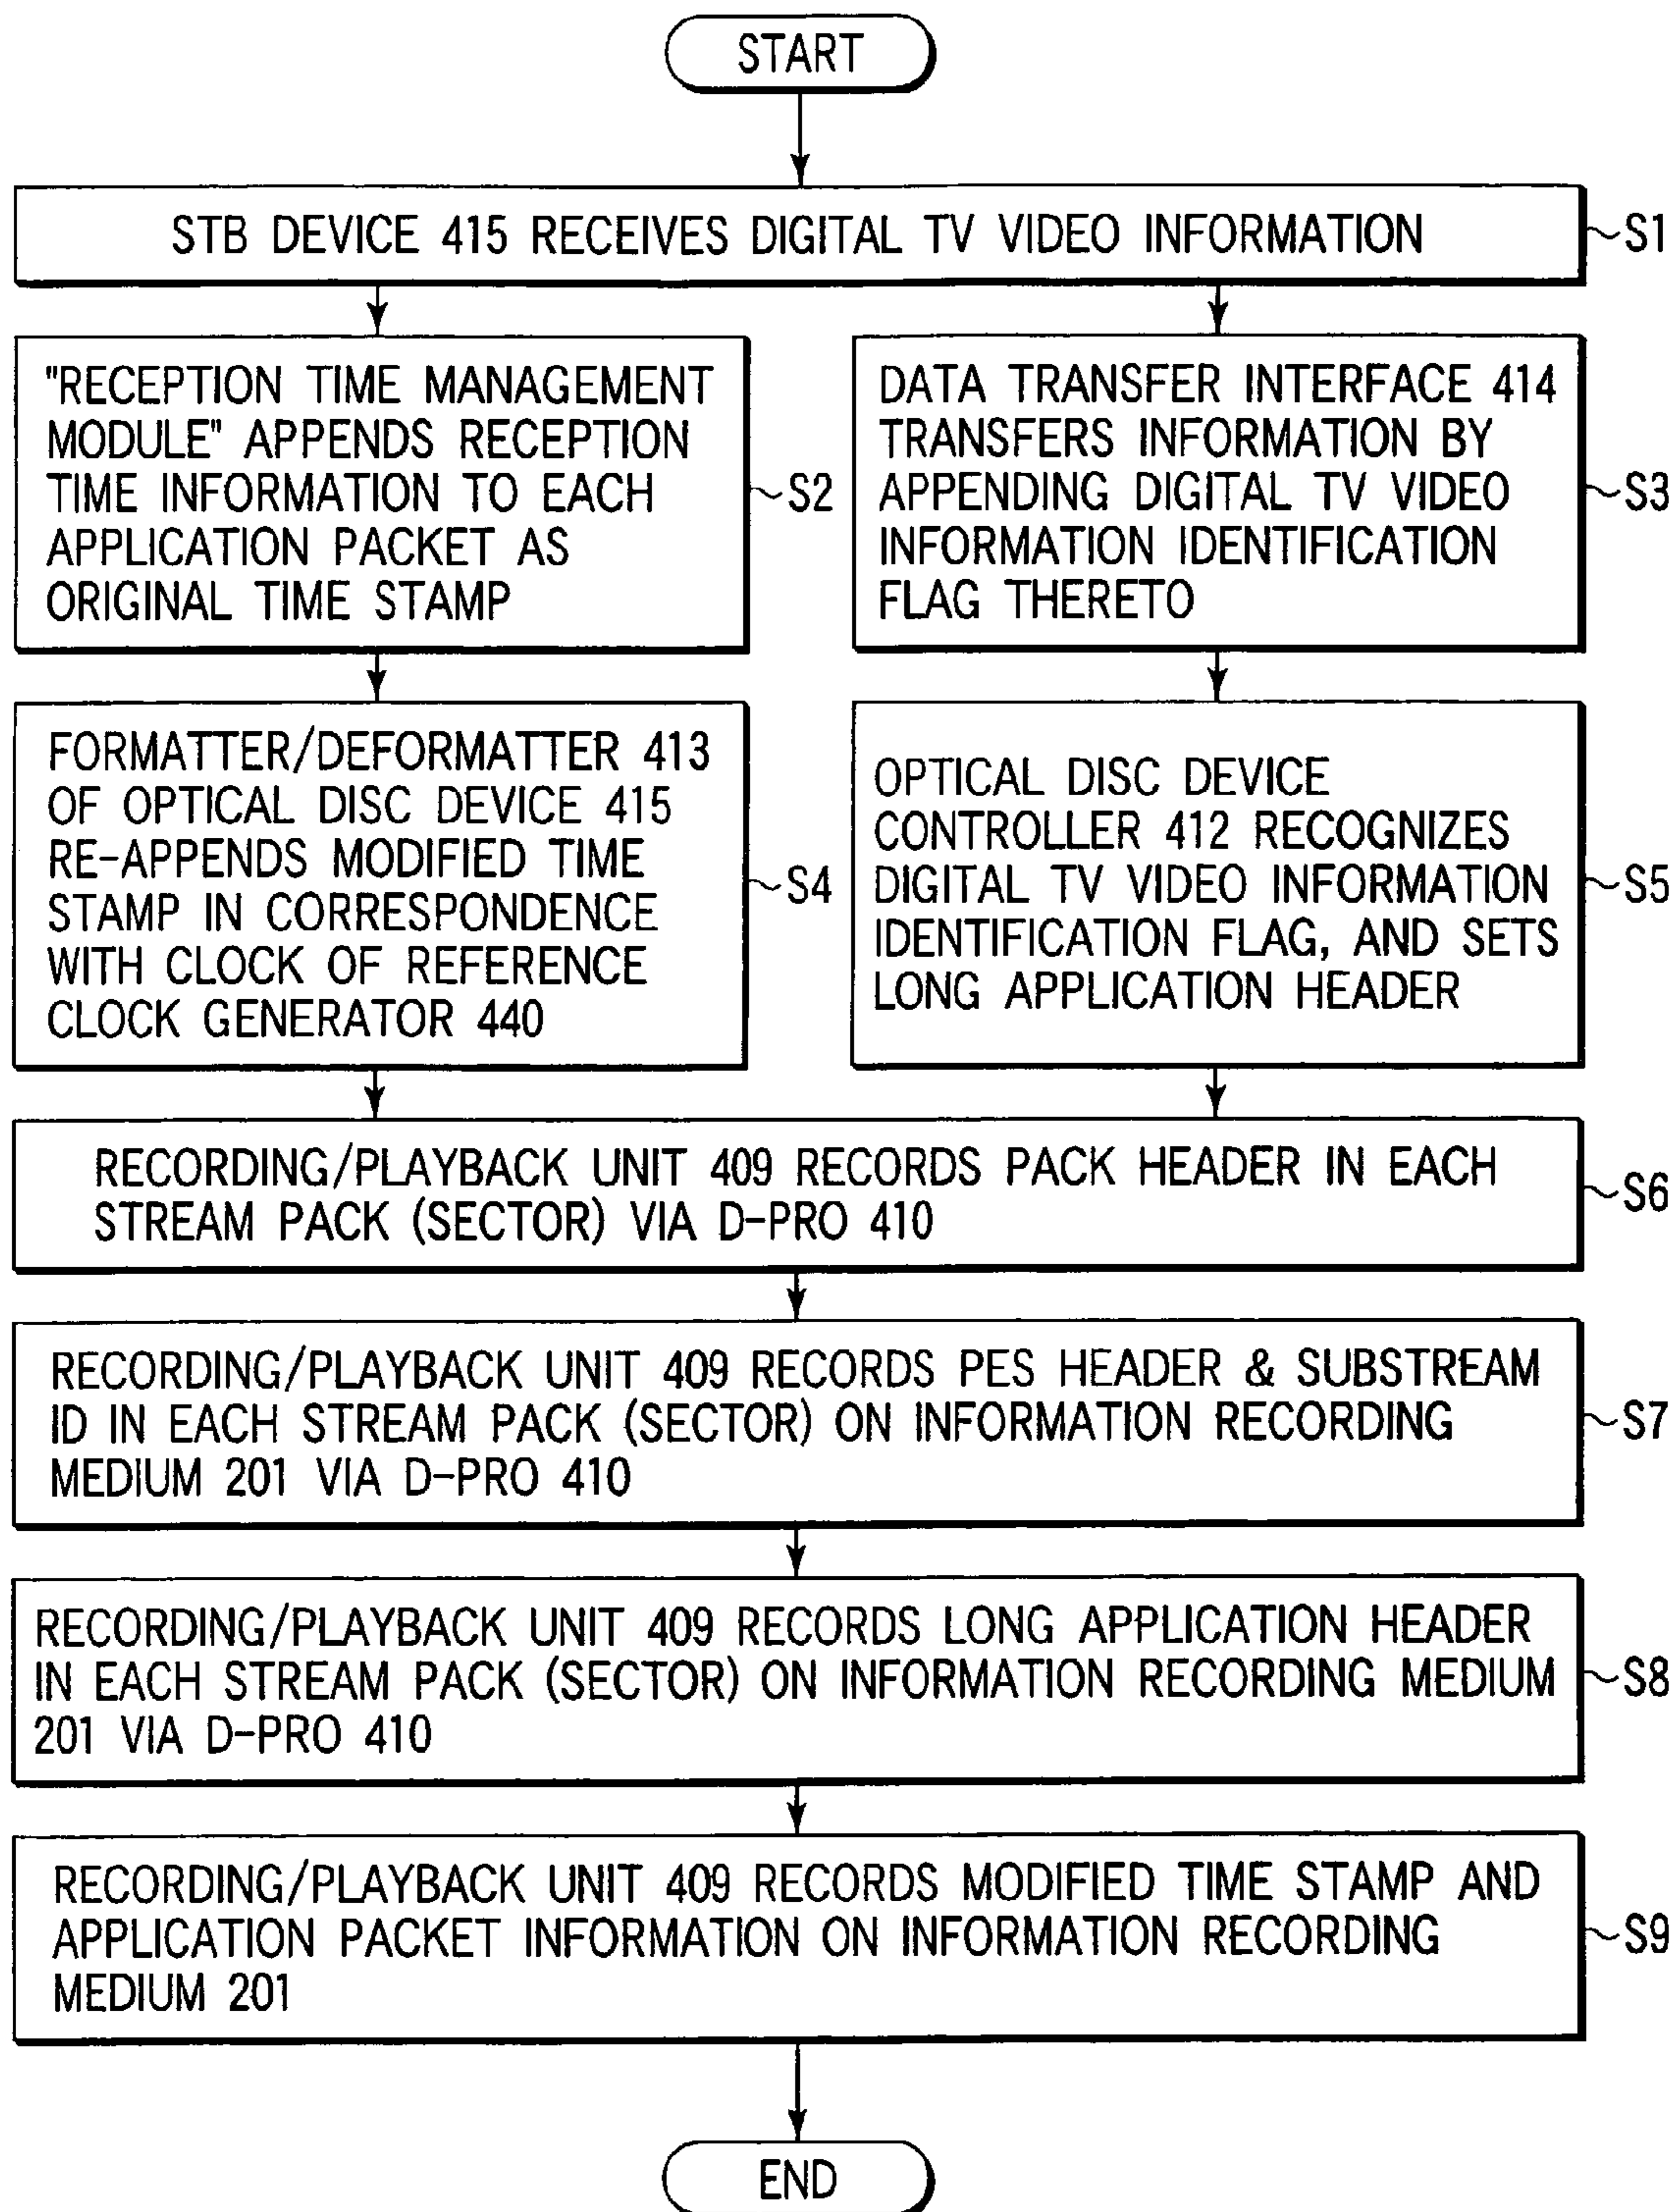 START
STB DEVICE 415 RECEIVES DIGITAL TV VIDEO INFORMATION
S1
"RECEPTION TIME MANAGEMENT
MODULE" APPENDS RECEPTION
TIME INFORMATION TO EACH
APPLICATION PACKET AS
ORIGINAL TIME STAMP
S2
DATA TRANSFER INTERFACE 414
TRANSFERS INFORMATION BY
APPENDING DIGITAL TV VIDEO
INFORMATION IDENTIFICATION
FLAG THERETO
S3
FORMATTER/DEFORMATTER 413
OF OPTICAL DISC DEVICE 415
RE-APPENDS MODIFIED TIME
STAMP IN CORRESPONDENCE
WITH CLOCK OF REFERENCE
CLOCK GENERATOR 440
S4
OPTICAL DISC DEVICE
CONTROLLER 412 RECOGNIZES
DIGITAL TV VIDEO INFORMATION
IDENTIFICATION FLAG, AND SETS
LONG APPLICATION HEADER
S5
RECORDING/PLAYBACK UNIT 409 RECORDS PACK HEADER IN EACH
STREAM PACK (SECTOR) VIA D-PRO 410
S6
RECORDING/PLAYBACK UNIT 409 RECORDS PES HEADER & SUBSTREAM
ID IN EACH STREAM PACK (SECTOR) ON INFORMATION RECORDING
MEDIUM 201 VIA D-PRO 410
S7
RECORDING/PLAYBACK UNIT 409 RECORDS LONG APPLICATION HEADER
IN EACH STREAM PACK (SECTOR) ON INFORMATION RECORDING MEDIUM
201 VIA D-PRO 410
S8
RECORDING/PLAYBACK UNIT 409 RECORDS MODIFIED TIME STAMP AND
APPLICATION PACKET INFORMATION ON INFORMATION RECORDING
MEDIUM 201
S9
END